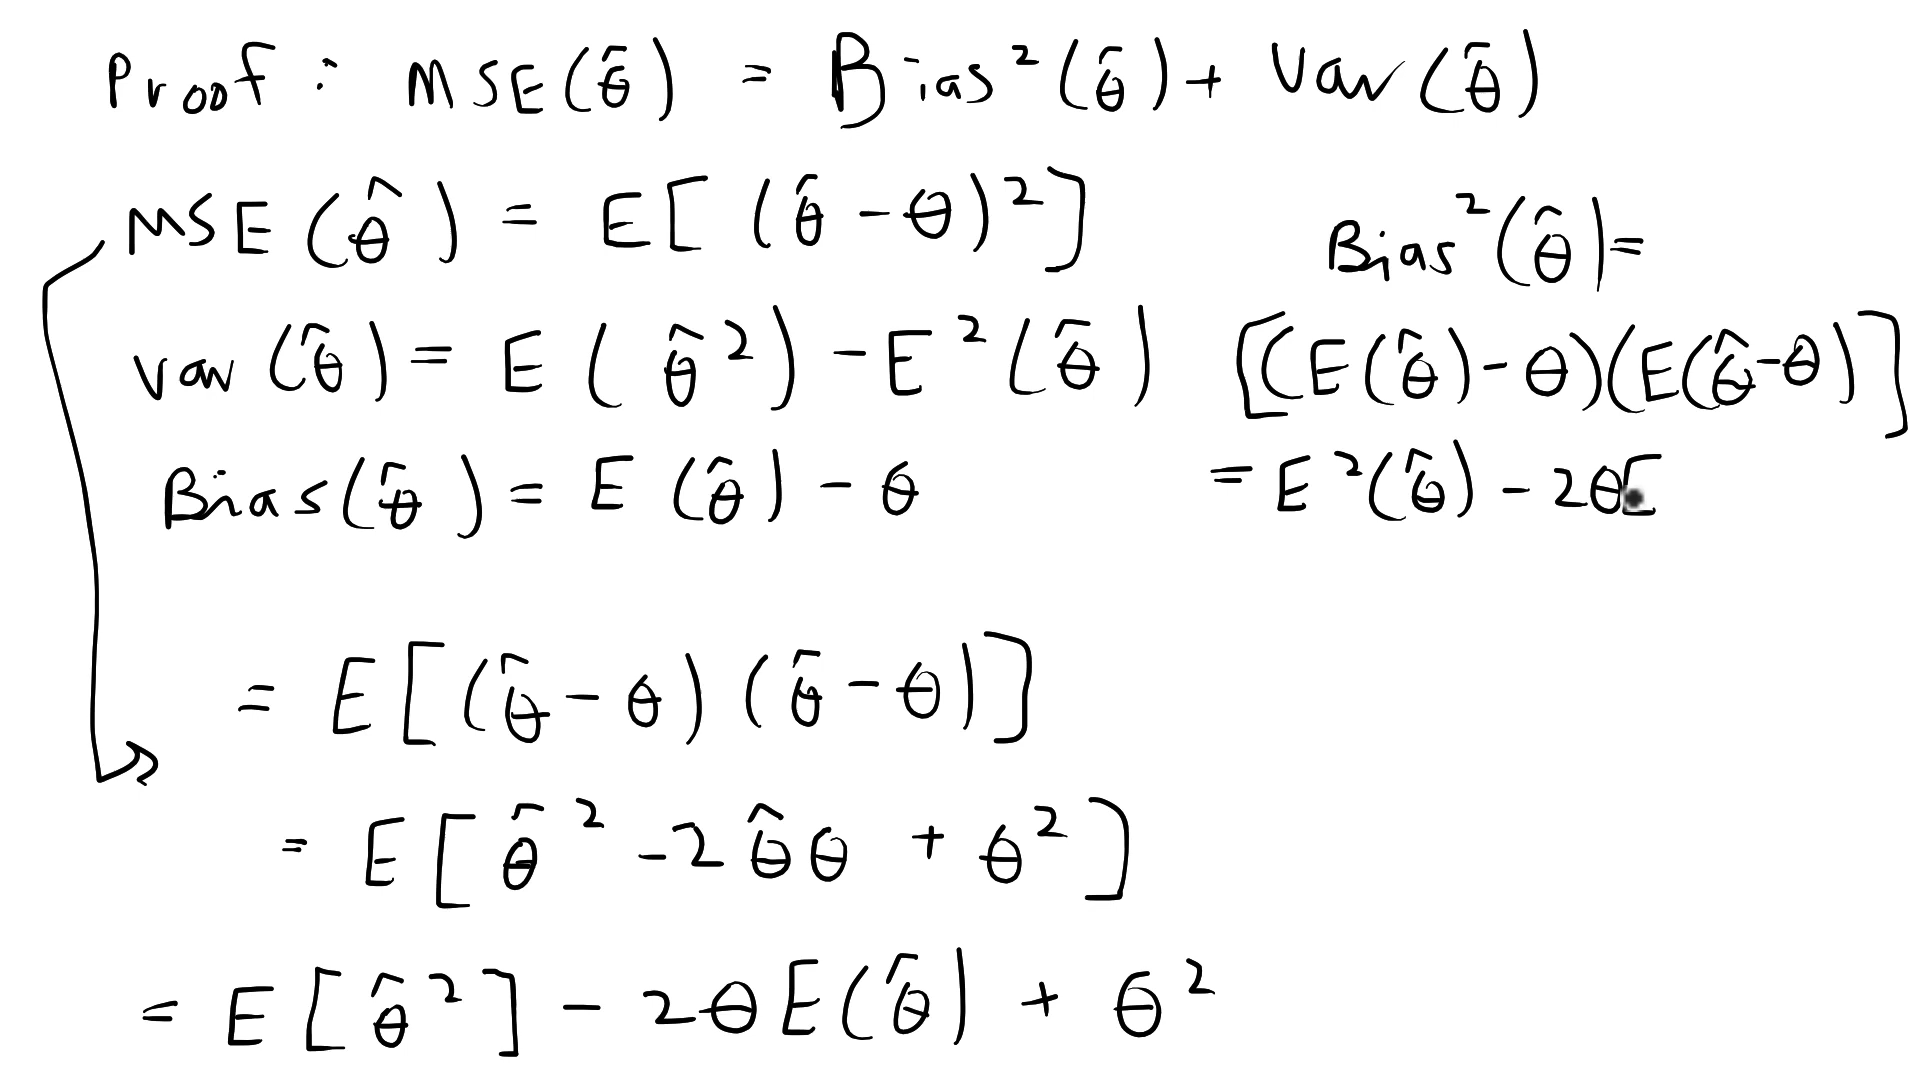 Proof : MSE(θ̂) = Bias²(θ̂) + Var(θ̂)
MSE(θ̂) = E[(θ̂ - θ)²]
Var(θ̂) = E(θ̂²) - E²(θ̂)
Bias(θ̂) = E(θ̂) - θ
= E[(θ̂ - θ)(θ̂ - θ)]
= E[θ̂² - 2θ̂θ + θ²]
= E[θ̂²] - 2θE(θ̂) + θ²
Bias²(θ̂) =
[(E(θ̂) - θ)(E(θ̂ - θ)]
= E²(θ̂) - 2θE